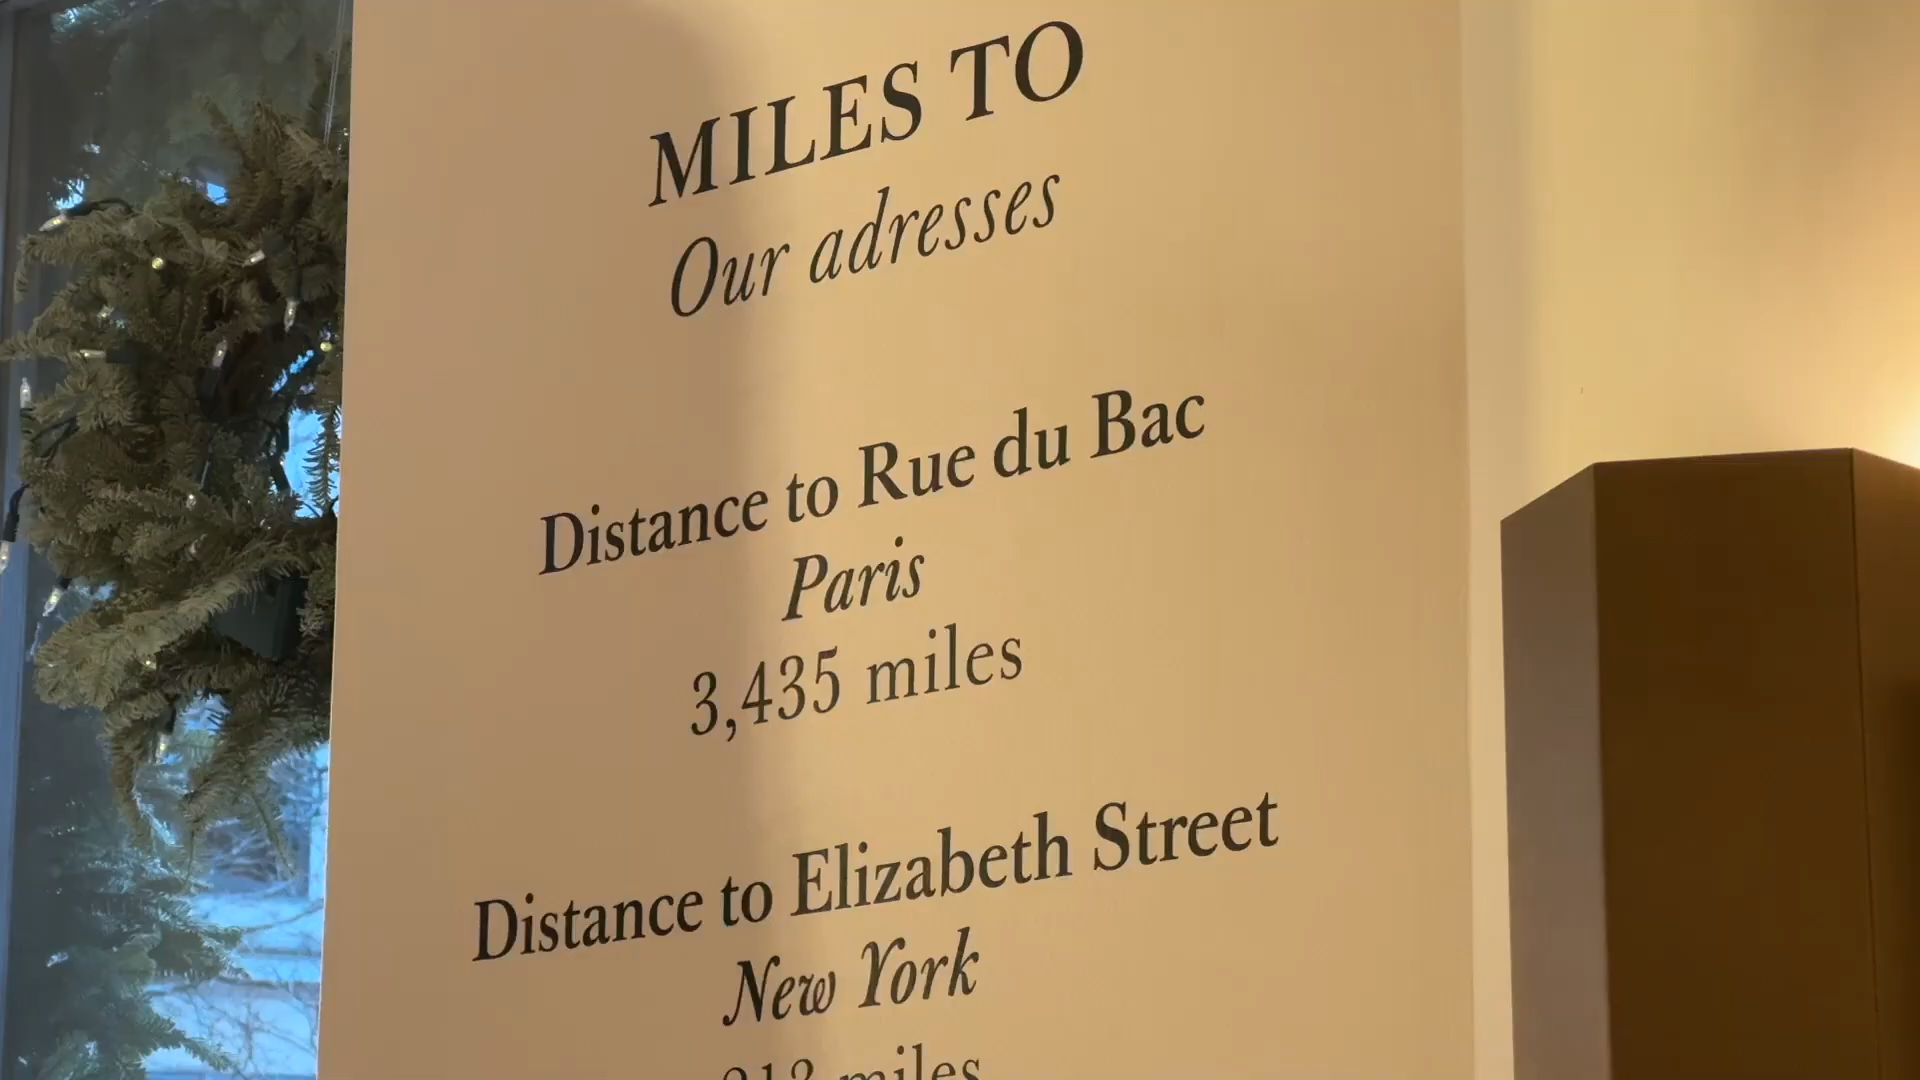 MILES TO
Our adresses
Distance to Rue du Bac
Paris
3,435 miles
Distance to Elizabeth Street
New York
miles